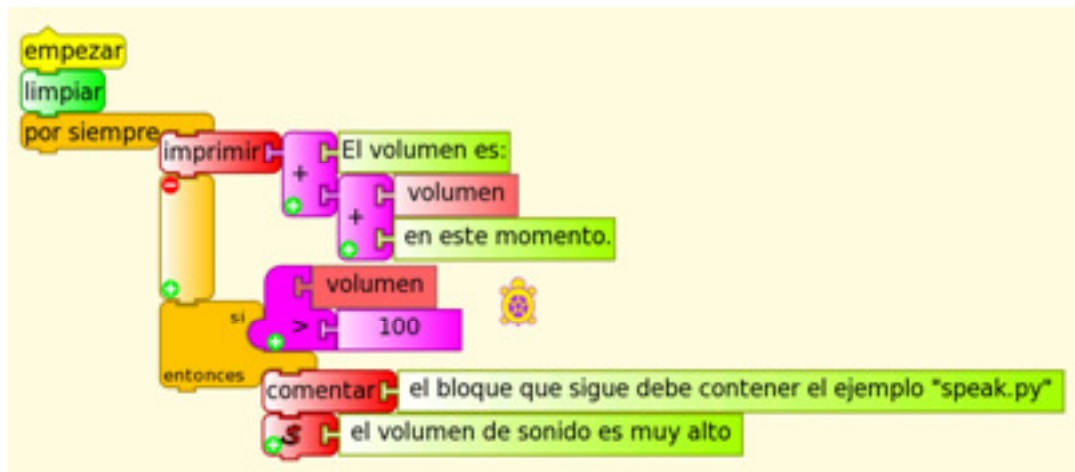 empezar
limpiar
por siempre
imprimir + El volumen es:
+ volumen
en este momento.
volumen
si > 100
entonces
comentar el bloque que sigue debe contener el ejemplo "speak.py"
S el volumen de sonido es muy alto